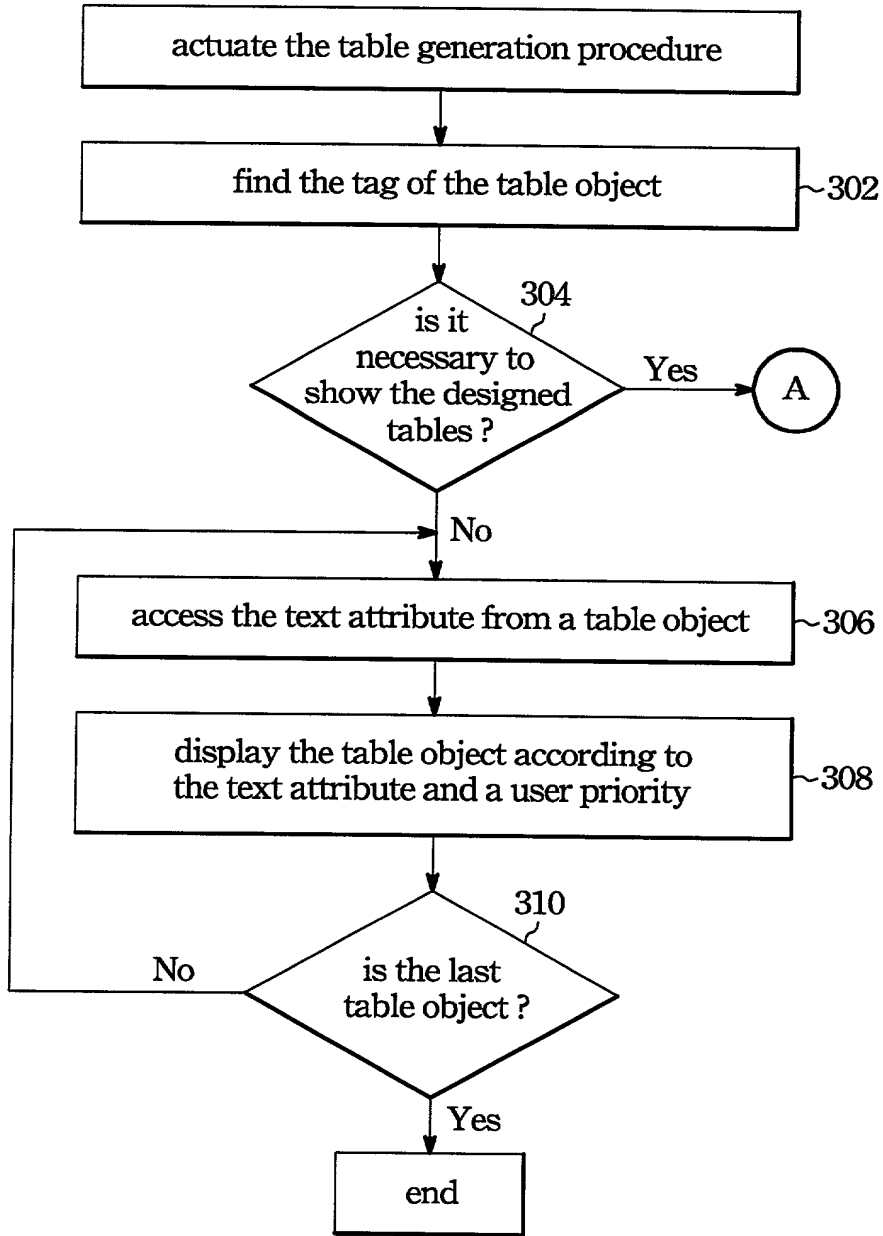 actuate the table generation procedure
find the tag of the table object
302
304
is it
necessary to
show the designed
tables ?
Yes
A
No
access the text attribute from a table object
306
display the table object according to
the text attribute and a user priority
308
310
No
is the last
table object ?
Yes
end